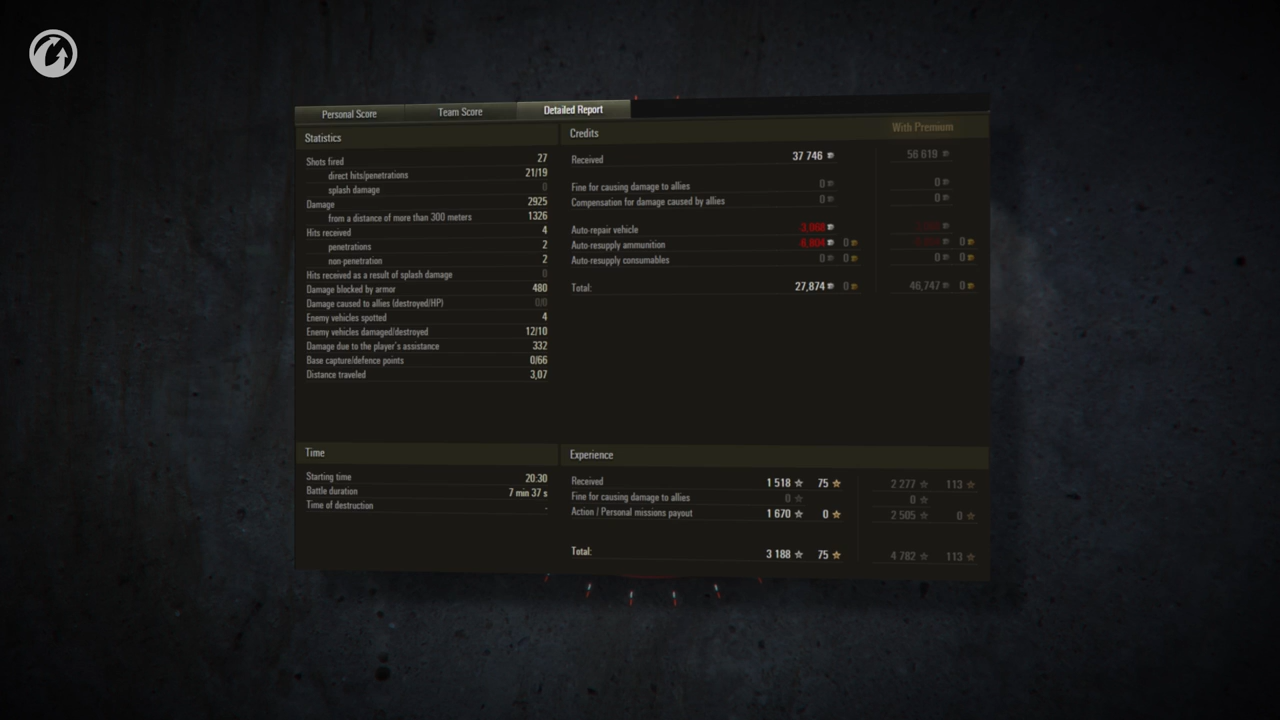 Personal Score Team Score Detailed Report
Statistics
Shots fired 27
direct hits/penetrations 21/19
splash damage 0
Damage 2925
from a distance of more than 300 meters 1326
Hits received 4
penetrations 2
non-penetration 2
Hits received as a result of splash damage 0
Damage blocked by armor 480
Damage caused to allies (destroyed/HP) 0/0
Enemy vehicles spotted 4
Enemy vehicles damaged/destroyed 12/10
Damage due to the player's assistance 332
Base capture/defence points 0/66
Distance traveled 3,07
Credits With Premium
Received 37 746 56 619
Fine for causing damage to allies 0 0
Compensation for damage caused by allies 0 0
Auto-repair vehicle 3,068
Auto-resupply ammunition -6,804 0 0
Auto-resupply consumables 0 0 0 0
Total: 27,874 0 46,747 0
Time
Starting time 20:30
Battle duration 7 min 37 s
Time of destruction -
Experience
Received 1 518 75 2 277 113
Fine for causing damage to allies 0 0
Action / Personal missions payout 1 670 0 2 505 0
Total: 3 188 75 4 782 113